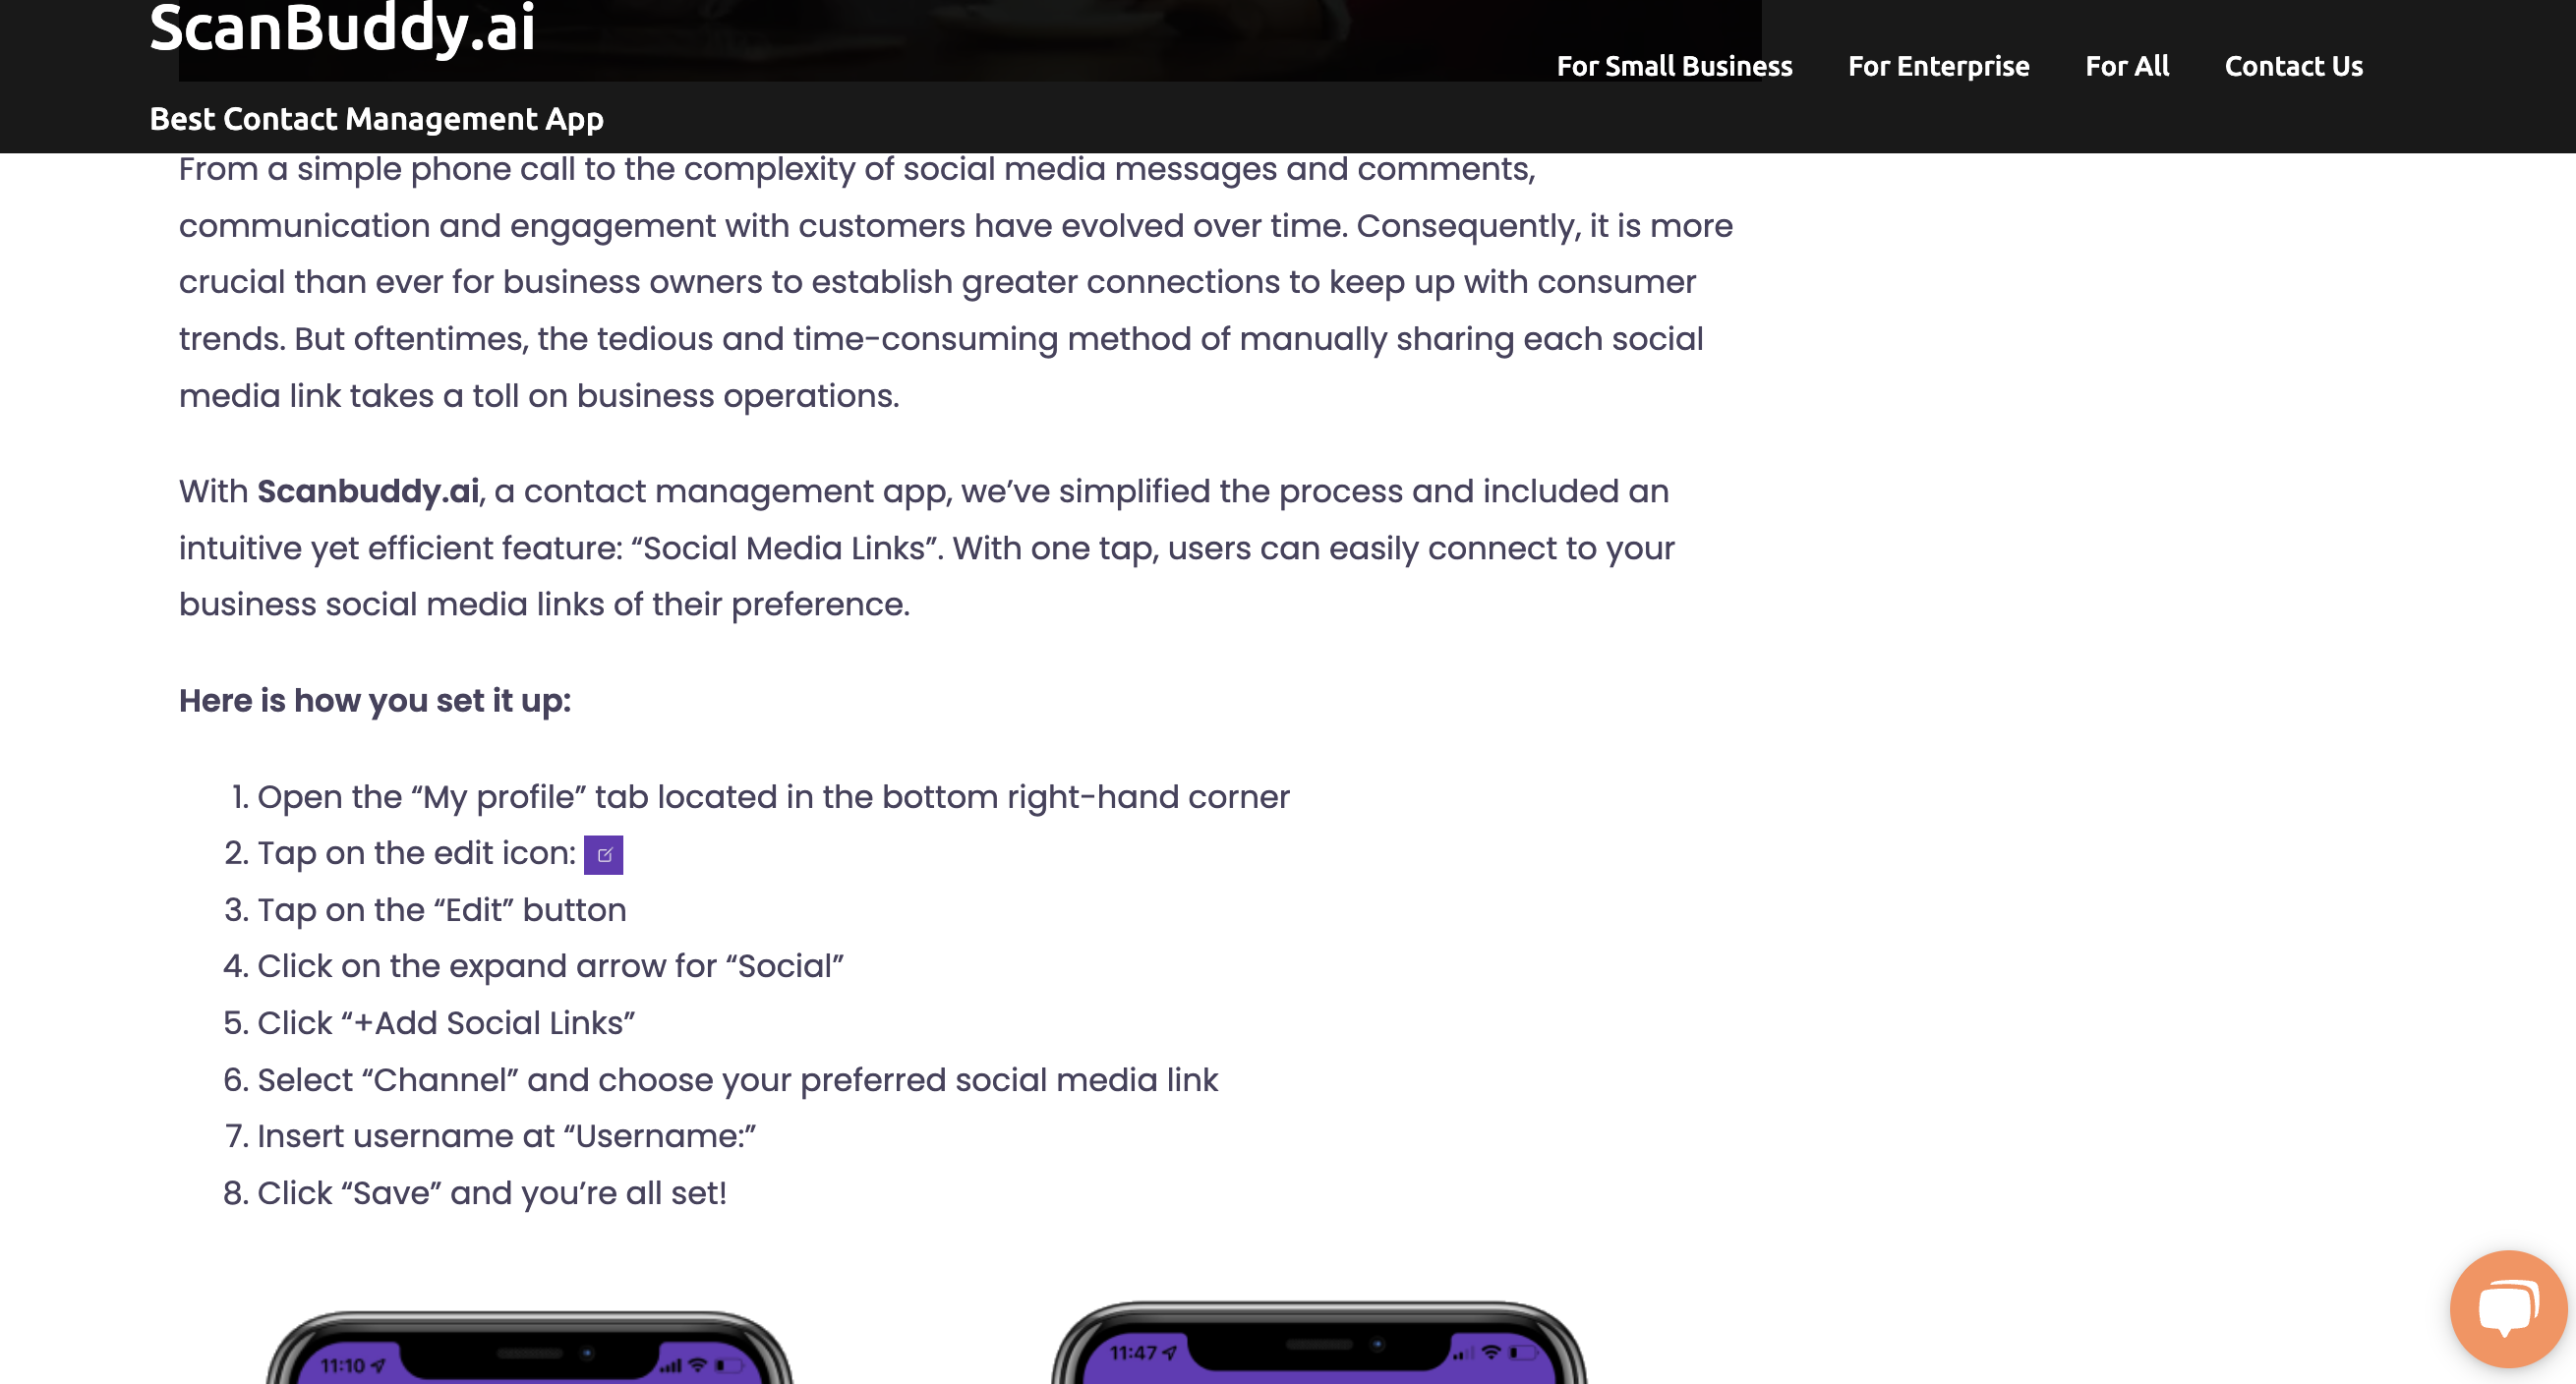 ScanBuddy.ai
Best Contact Management App
For Small Business
For Enterprise
For All
Contact Us
From a simple phone call to the complexity of social media messages and comments,
communication and engagement with customers have evolved over time. Consequently, it is more
crucial than ever for business owners to establish greater connections to keep up with consumer
trends. But oftentimes, the tedious and time-consuming method of manually sharing each social
media link takes a toll on business operations.
With Scanbuddy.ai, a contact management app, we’ve simplified the process and included an
intuitive yet efficient feature: “Social Media Links”. With one tap, users can easily connect to your
business social media links of their preference.
Here is how you set it up:
1. Open the “My profile” tab located in the bottom right-hand corner
2. Tap on the edit icon:
3. Tap on the “Edit” button
4. Click on the expand arrow for “Social”
5. Click “+Add Social Links”
6. Select “Channel” and choose your preferred social media link
7. Insert username at “Username:”
8. Click “Save” and you’re all set!
11:10
11:47